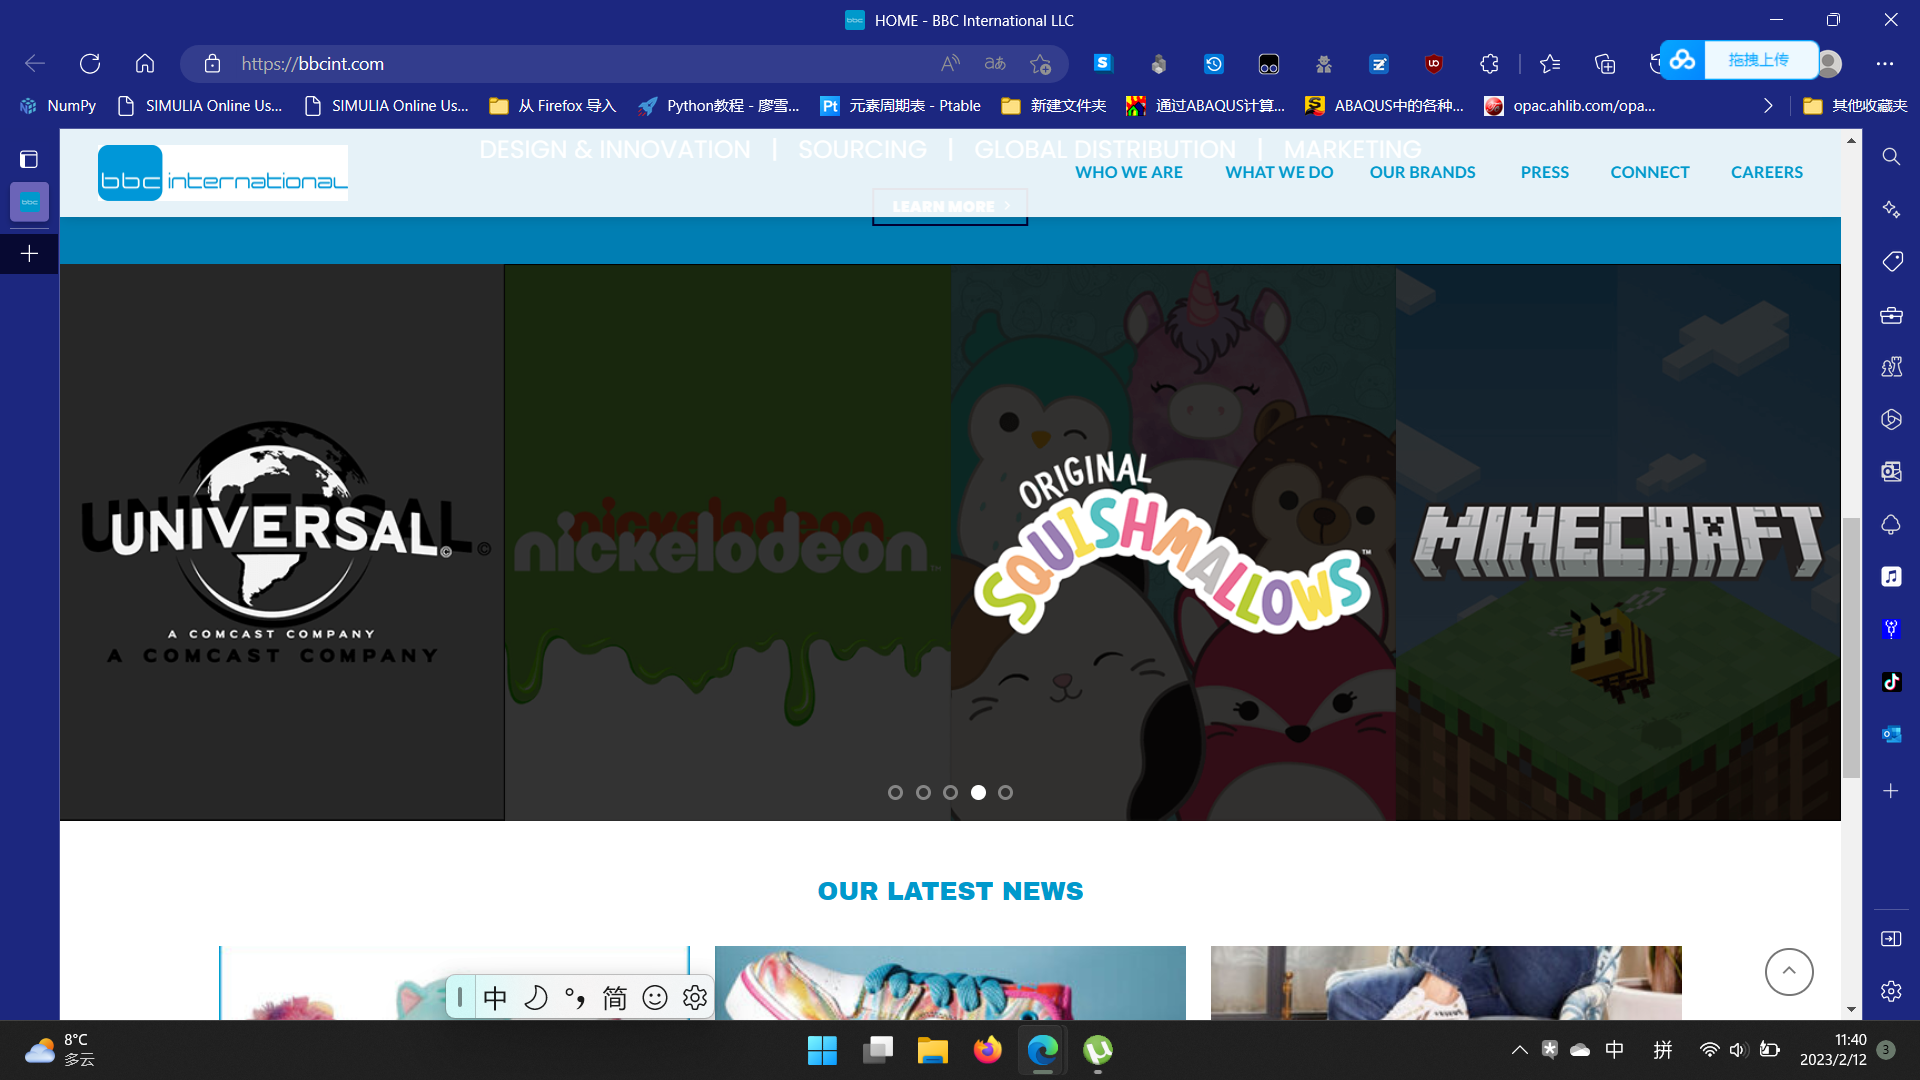 bbc
HOME - BBC International LLC
https://bbcint.com
拖拽上传
NumPy
SIMULIA Online Us...
SIMULIA Online Us...
从 Firefox 导入
Python教程 - 廖雪...
Pt
元素周期表 - Ptable
新建文件夹
通过ABAQUS计算...
ABAQUS中的各种...
opac.ahlib.com/opa...
其他收藏夹
DESIGN & INNOVATION | SOURCING | GLOBAL DISTRIBUTION | MARKETING
bbc international
WHO WE ARE
WHAT WE DO
OUR BRANDS
PRESS
CONNECT
CAREERS
LEARN MORE >
bbc
UNIVERSAL©
A COMCAST COMPANY
A COMCAST COMPANY
nickelodeon
nickelodeon™
ORIGINAL
SQUISHMALLOWS™
MINECRAFT
OUR LATEST NEWS
中
简
8°C
多云
中
拼
11:40
2023/2/12
3